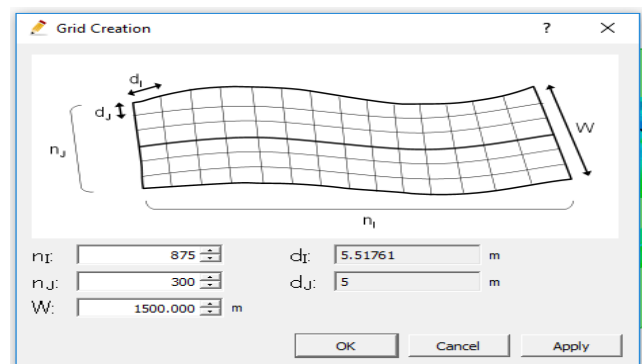 Grid Creation ? ×
dI
dJ
W
nJ
nI
nI: 875 dI: 5.51761 m
nJ: 300 dJ: 5 m
W: 1500.000 m
OK Cancel Apply